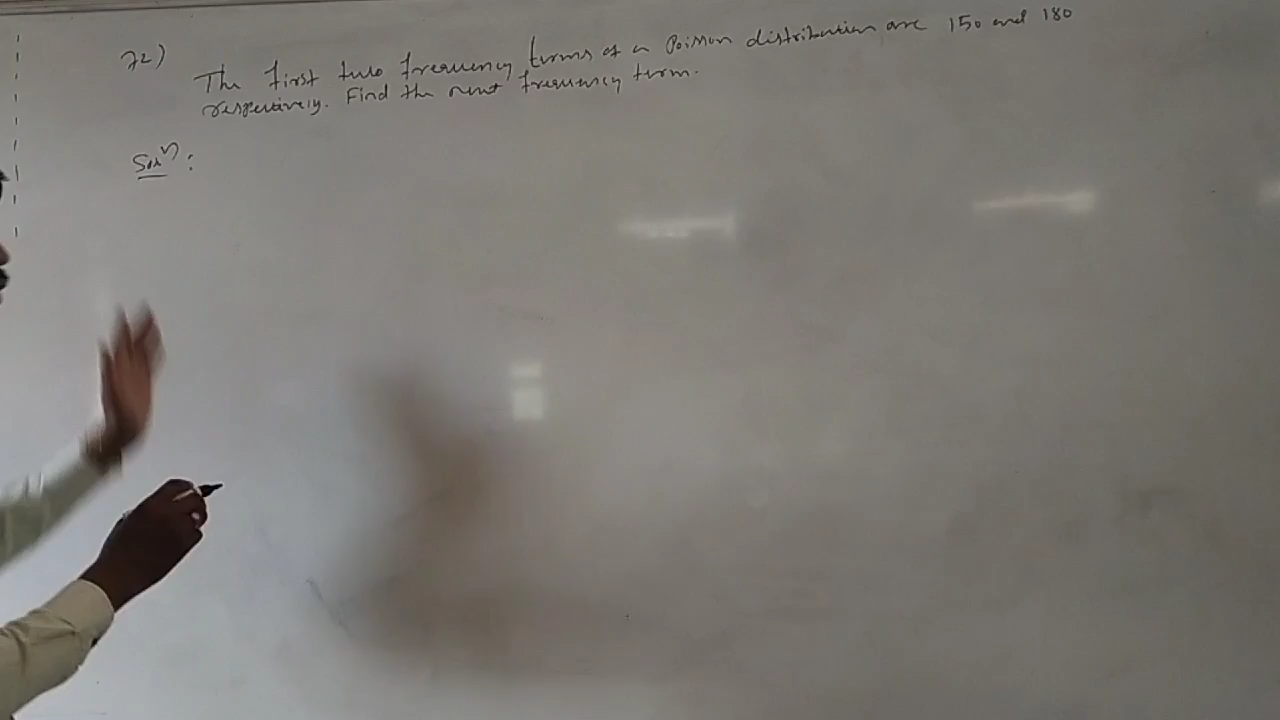 72)
The first two frequency terms of a Poisson distribution are 150 and 180
respectively. Find the next frequency term.
Solⁿ: